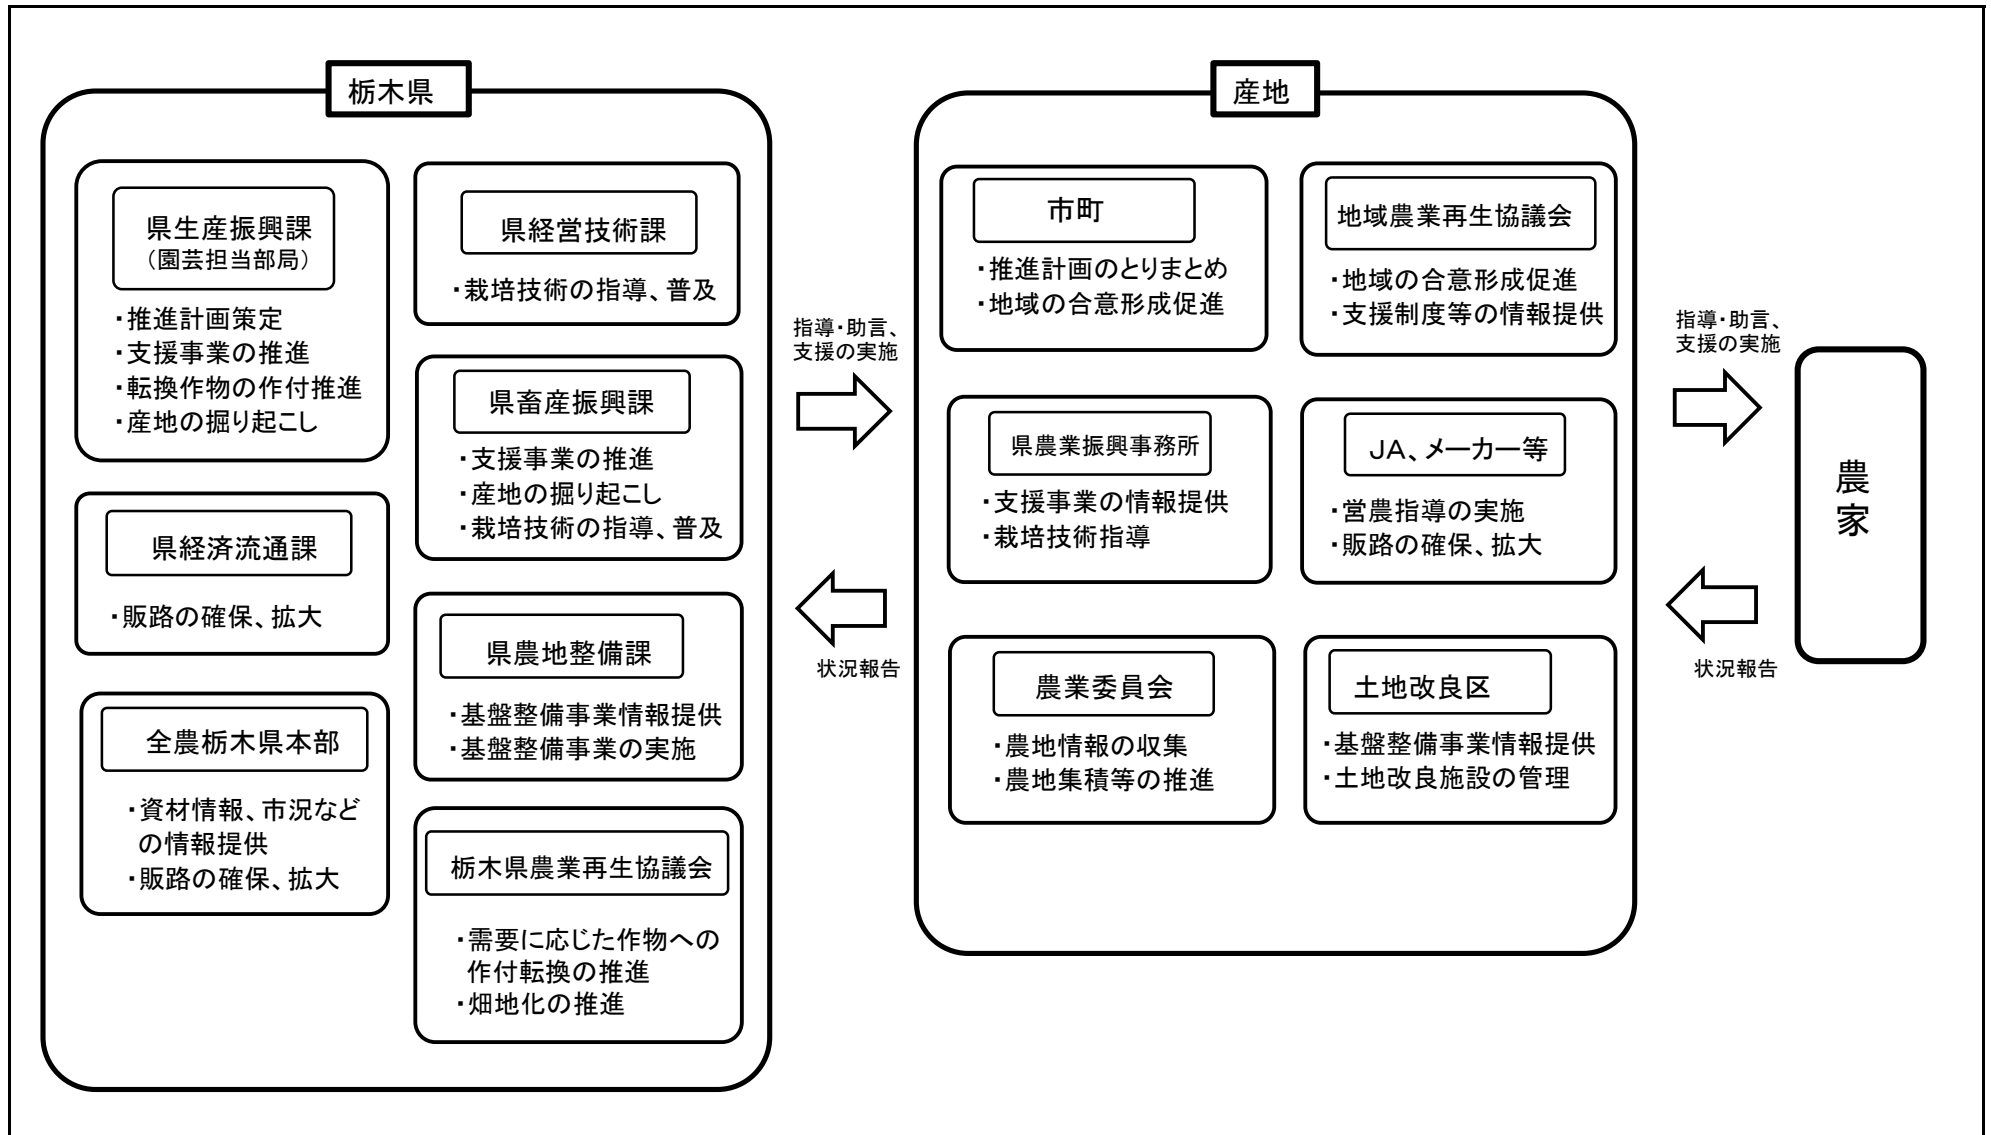 栃木県
県生産振興課
（園芸担当部局）
・推進計画策定
・支援事業の推進
・転換作物の作付推進
・産地の掘り起こし
県経済流通課
・販路の確保、拡大
全農栃木県本部
・資材情報、市況など
の情報提供
・販路の確保、拡大
県経営技術課
・栽培技術の指導、普及
県畜産振興課
・支援事業の推進
・産地の掘り起こし
・栽培技術の指導、普及
県農地整備課
・基盤整備事業情報提供
・基盤整備事業の実施
栃木県農業再生協議会
・需要に応じた作物への
作付転換の推進
・畑地化の推進
指導・助言、
支援の実施
状況報告
産地
市町
・推進計画のとりまとめ
・地域の合意形成促進
地域農業再生協議会
・地域の合意形成促進
・支援制度等の情報提供
県農業振興事務所
・支援事業の情報提供
・栽培技術指導
ＪＡ、メーカー等
・営農指導の実施
・販路の確保、拡大
農業委員会
・農地情報の収集
・農地集積等の推進
土地改良区
・基盤整備事業情報提供
・土地改良施設の管理
指導・助言、
支援の実施
状況報告
農
家